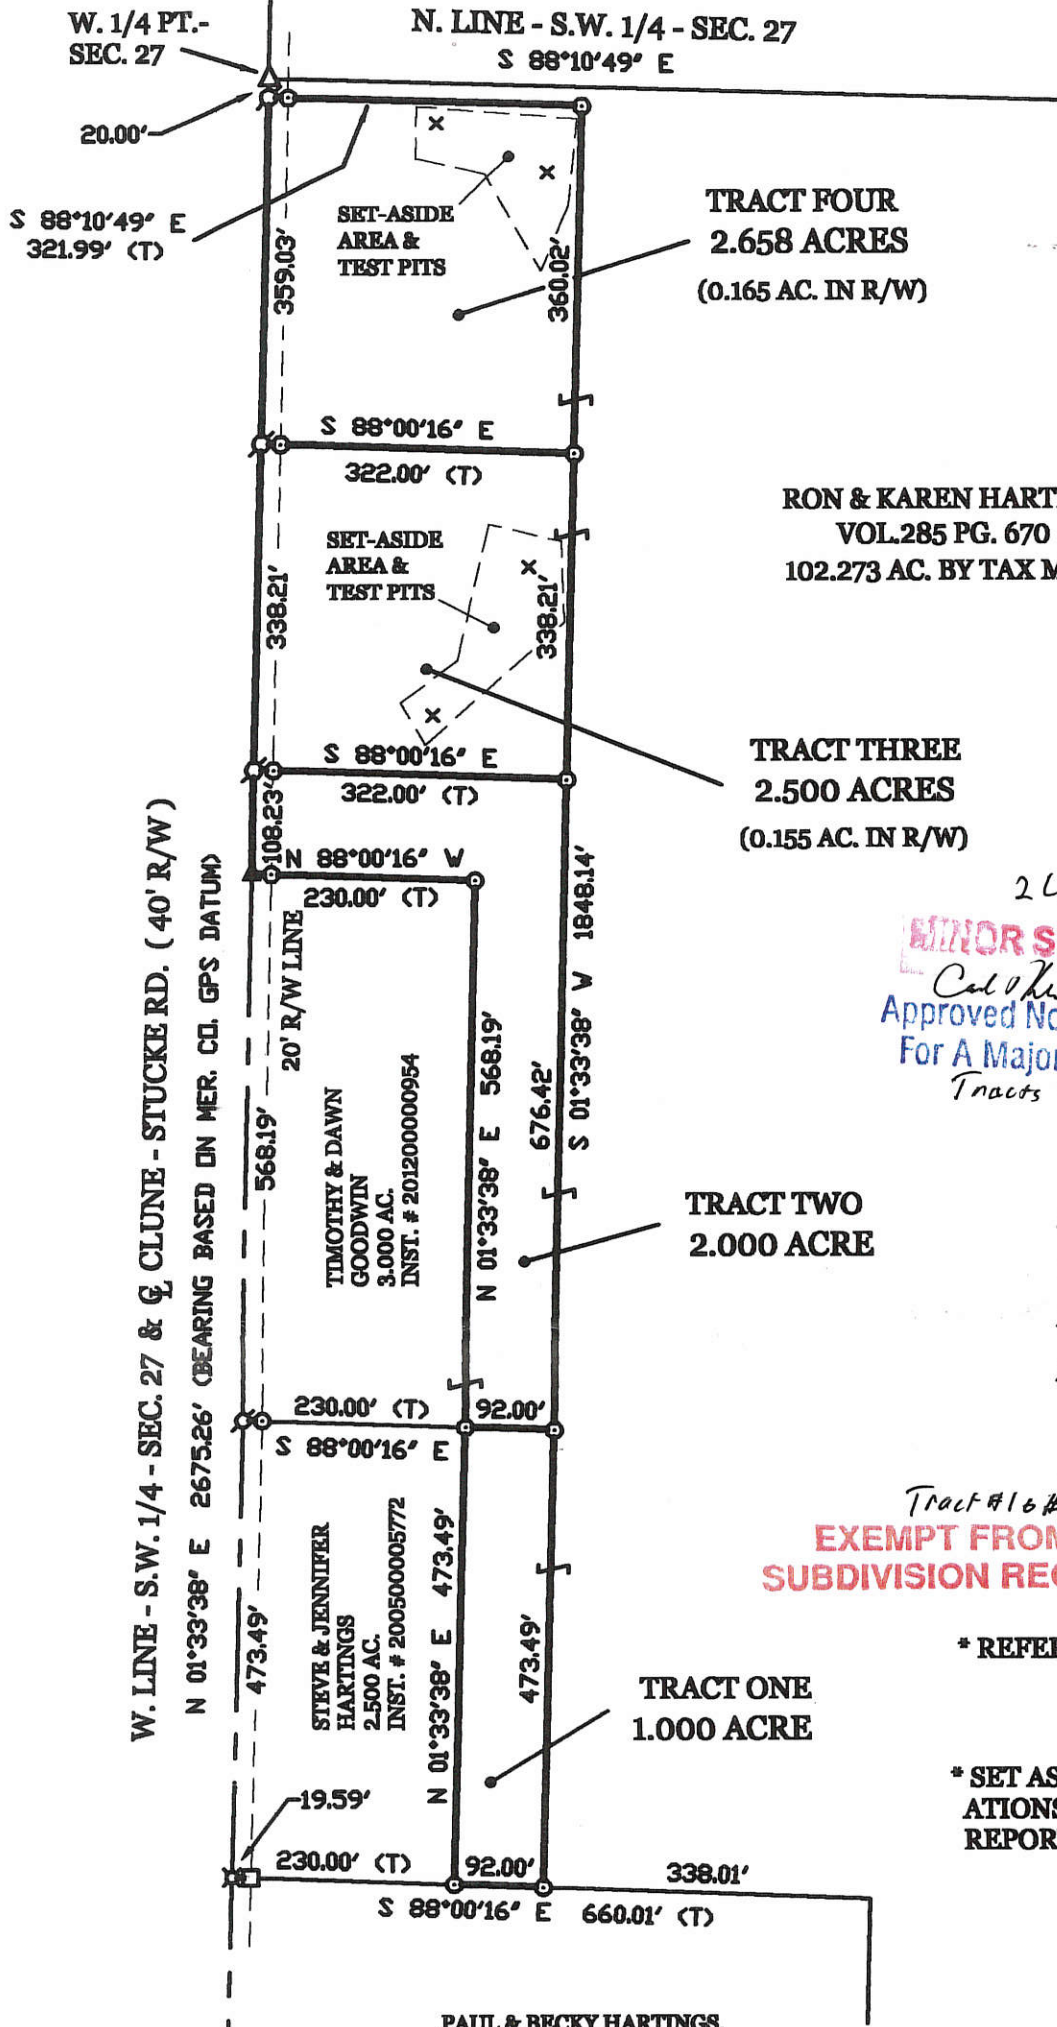 W. 1/4 PT.-
SEC. 27
N. LINE - S.W. 1/4 - SEC. 27
S 88°10'49" E
20.00'
S 88°10'49" E
321.99' (T)
359.03'
SET-ASIDE
AREA &
TEST PITS
X
X
360.02'
TRACT FOUR
2.658 ACRES
(0.165 AC. IN R/W)
S 88°00'16" E
322.00' (T)
RON & KAREN
VOL.285 PG. 670
102.273 AC. BY TAX
338.21'
SET-ASIDE
AREA &
TEST PITS
X
X
338.21'
TRACT THREE
2.500 ACRES
(0.155 AC. IN R/W)
S 88°00'16" E
322.00' (T)
108.23'
N 88°00'16" W
230.00' (T)
MINOR
Approved
For A Major
Tracts
W. LINE - S.W. 1/4 - SEC. 27 & ℄ CLUNE - STUCKE RD. (40' R/W)
N 01°33'38" E 2675.26' (BEARING BASED ON MER. CO. GPS DATUM)
20' R/W LINE
568.19'
TIMOTHY & DAWN
GOODWIN
3.000 AC.
INST. # 201200000954
N 01°33'38" E 568.19'
676.42'
S 01°33'38" W 1848.14'
TRACT TWO
2.000 ACRE
230.00' (T)
92.00'
S 88°00'16" E
473.49'
STEVE & JENNIFER
HARTINGS
2.500 AC.
INST. # 200500005772
N 01°33'38" E 473.49'
473.49'
Tract #1 &
EXEMPT FROM
SUBDIVISION
TRACT ONE
1.000 ACRE
* SET
19.59'
230.00' (T)
92.00'
338.01'
S 88°00'16" E 660.01' (T)
PAUL & BECKY HARTINGS